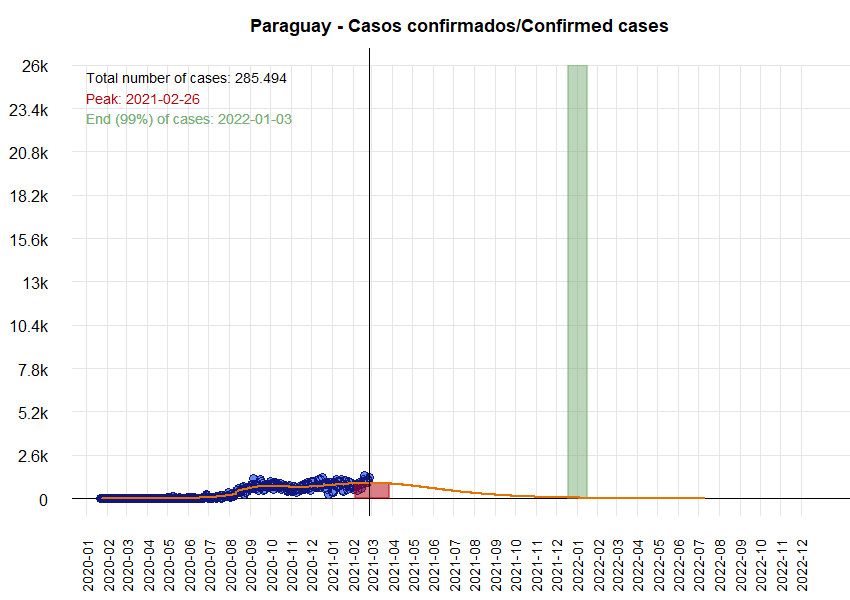 Paraguay - Casos confirmados/Confirmed cases
26k
23.4k
20.8k
18.2k
15.6k
13k
10.4k
7.8k
5.2k
2.6k
0
Total number of cases: 285.494
Peak: 2021-02-26
End (99%) of cases: 2022-01-03
2020-01
2020-02
2020-03
2020-04
2020-05
2020-06
2020-07
2020-08
2020-09
2020-10
2020-11
2020-12
2021-01
2021-02
2021-03
2021-04
2021-05
2021-06
2021-07
2021-08
2021-09
2021-10
2021-11
2021-12
2022-01
2022-02
2022-03
2022-04
2022-05
2022-06
2022-07
2022-08
2022-09
2022-10
2022-11
2022-12